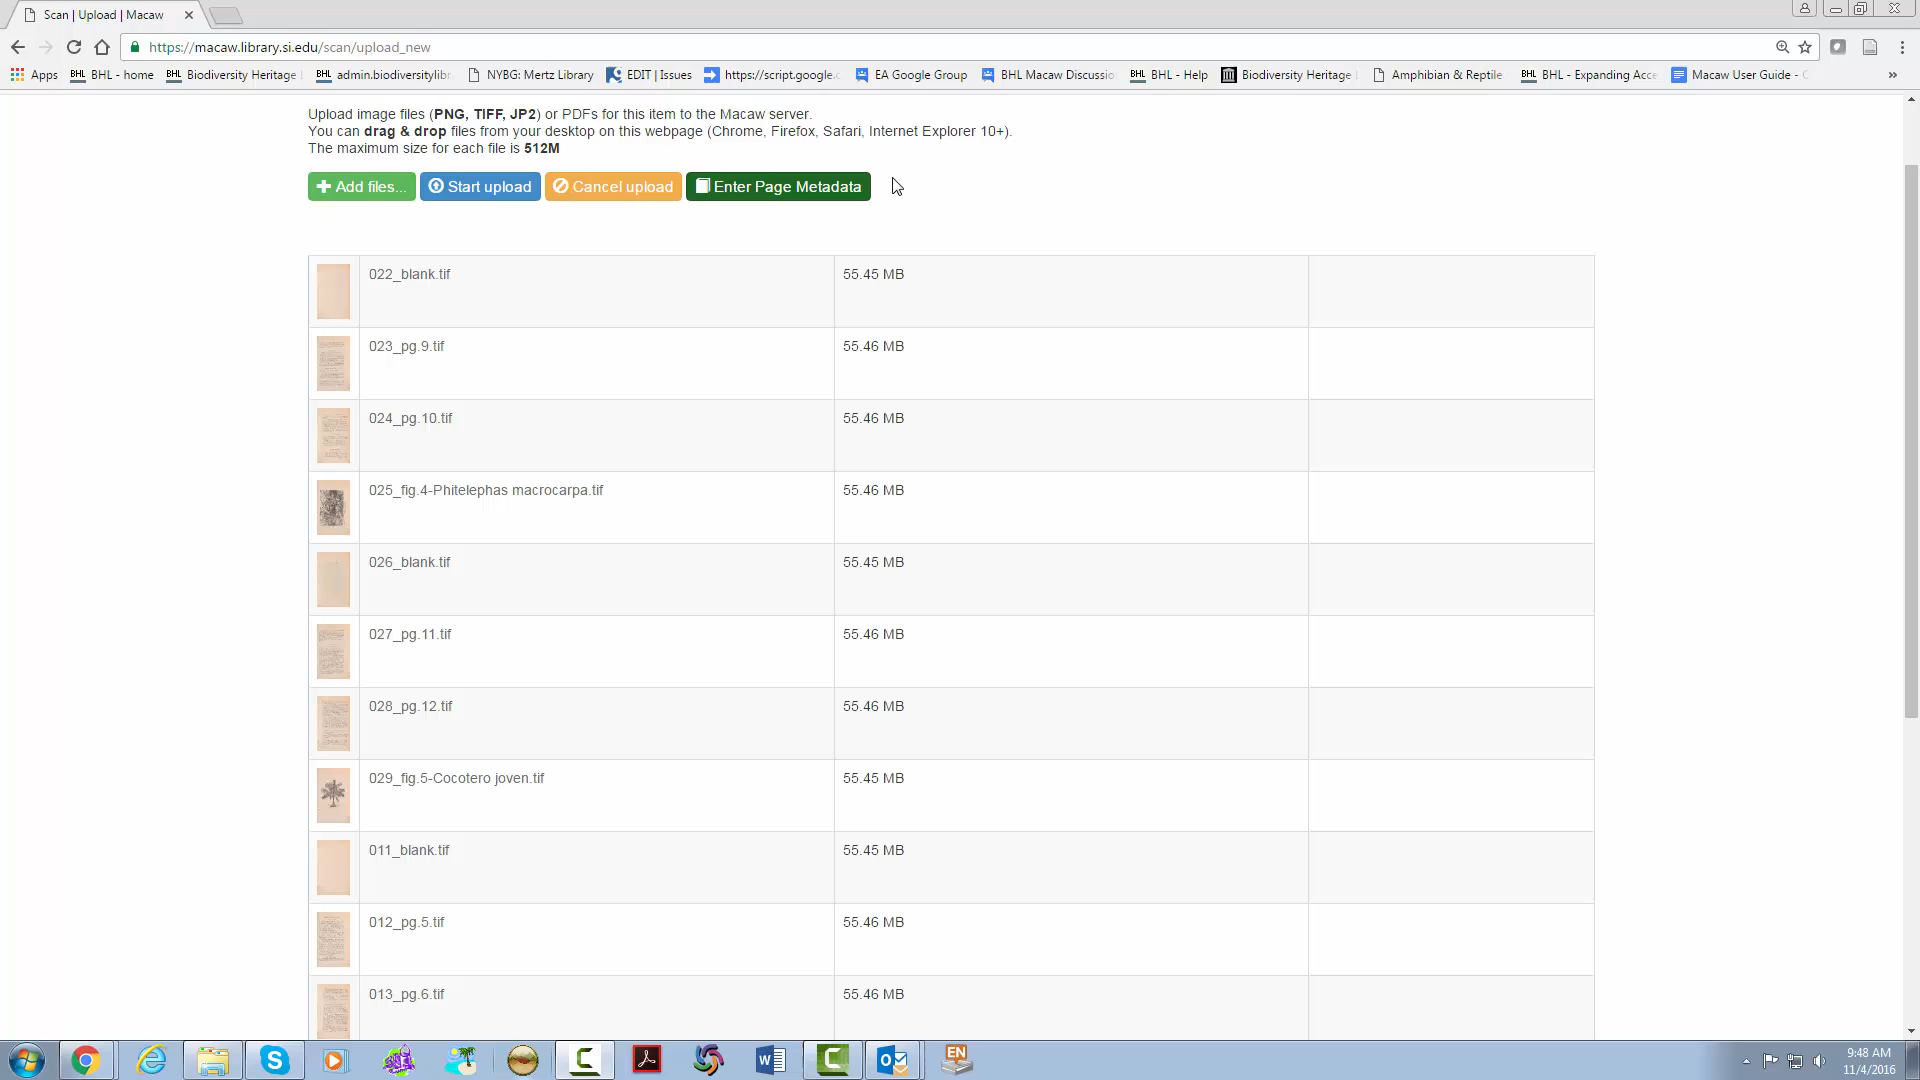 Scan | Upload | Macaw
https://macaw.library.si.edu/scan/upload_new
Apps BHL - home Biodiversity Heritage admin.biodiversitylibr NYBG: Mertz Library EDIT | Issues https://script.google. EA Google Group BHL Macaw Discussio BHL - Help Biodiversity Heritage Amphibian & Reptile BHL - Expanding Acce Macaw User Guide -
Upload image files (PNG, TIFF, JP2) or PDFs for this item to the Macaw server.
You can drag & drop files from your desktop on this webpage (Chrome, Firefox, Safari, Internet Explorer 10+).
The maximum size for each file is 512M
Add files... Start upload Cancel upload Enter Page Metadata
022_blank.tif 55.45 MB
023_pg.9.tif 55.46 MB
024_pg.10.tif 55.46 MB
025_fig.4-Phitelephas macrocarpa.tif 55.46 MB
026_blank.tif 55.45 MB
027_pg.11.tif 55.46 MB
028_pg.12.tif 55.46 MB
029_fig.5-Cocotero joven.tif 55.45 MB
011_blank.tif 55.45 MB
012_pg.5.tif 55.46 MB
013_pg.6.tif 55.46 MB
9:48 AM
11/4/2016